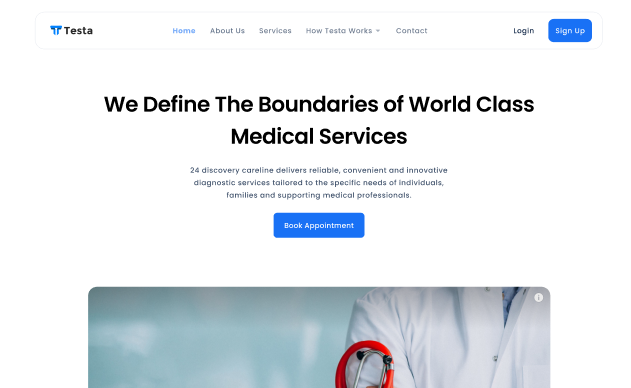 Testa
Home
About Us
Services
How Testa Works
Contact
Login
Sign Up
We Define The Boundaries of World Class
Medical Services
24 discovery careline delivers reliable, convenient and innovative
diagnostic services tailored to the specific needs of individuals,
families and supporting medical professionals.
Book Appointment